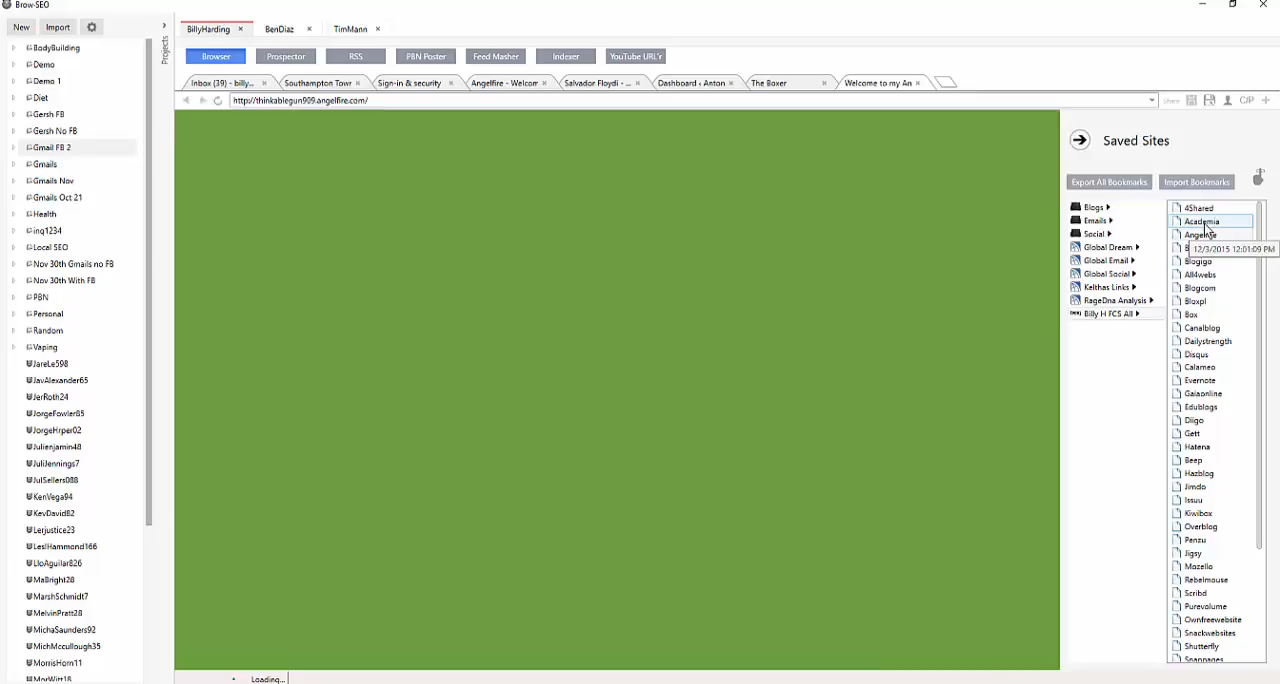 Brow-SEO
New Import
Projects
BodyBuilding
Demo
Demo 1
Diet
Gersh FB
Gersh No FB
Gmail FB 2
Gmails
Gmails Nov
Gmails Oct 21
Health
inq1234
Local SEO
Nov 30th Gmails no FB
Nov 30th With FB
PBN
Personal
Random
Vaping
JareLe598
JavAlexander65
JerRoth24
JorgeFowler85
JorgeHrper02
Julienjamin48
JuliJennings7
JulSellers088
KenVega94
KevDavid82
Lerjustice23
LeslHammond166
LloAguilar826
MaBright28
MarshSchmidt7
MelvinPratt28
MichaSaunders92
MichMccullough35
MorrisHorn11
MorWitt18
BillyHarding × BenDiaz × TimMann ×
Browser Prospector RSS PBN Poster Feed Masher Indexer YouTube URL'r
Inbox (39) - billy... × Southampton Towr × Sign-in & security × Angelfire - Welcom × Salvador Floydi - ... × Dashboard ‹ Anton × The Boxer × Welcome to my An ×
http://thinkablegun909.angelfire.com/ Share C/P +
Saved Sites
Export All Bookmarks Import Bookmarks
Blogs
Emails
Social
Global Dream
Global Email
Global Social
Kelthas Links
RageDna Analysis
Billy H FCS All
4Shared
Academia
12/3/2015 12:01:09 PM
Blogigo
All4webs
Blogcom
Bloxpl
Box
Canalblog
Dailystrength
Disqus
Calameo
Evernote
Gaiaonline
Edublogs
Diigo
Gett
Hatena
Beep
Hazblog
Jimdo
Issuu
Kiwibox
Overblog
Penzu
Jigsy
Mozello
Rebelmouse
Scribd
Purevolume
Ownfreewebsite
Snackwebsites
Shutterfly
Snappages
Loading...